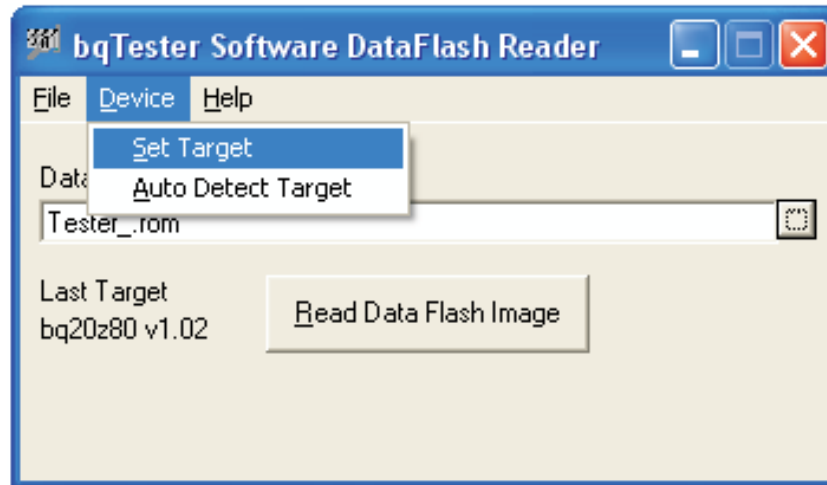 bqTester Software DataFlash Reader
File Device Help
Set Target
Auto Detect Target
Data
Tester_.rom
Last Target
bq20z80 v1.02
Read Data Flash Image